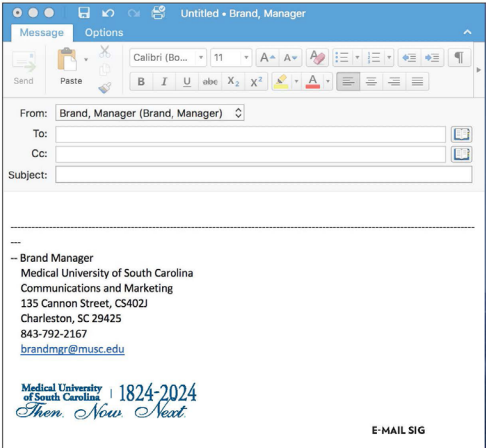 Untitled • Brand, Manager
Message Options
Send Paste Calibri (Bo... 11 A A A
B I U abc X2 X2 A
From: Brand, Manager (Brand, Manager)
To:
Cc:
Subject:
---
-- Brand Manager
Medical University of South Carolina
Communications and Marketing
135 Cannon Street, CS402J
Charleston, SC 29425
843-792-2167
brandmgr@musc.edu
Medical University
of South Carolina | 1824-2024
Then. Now. Next.
E-MAIL SIG